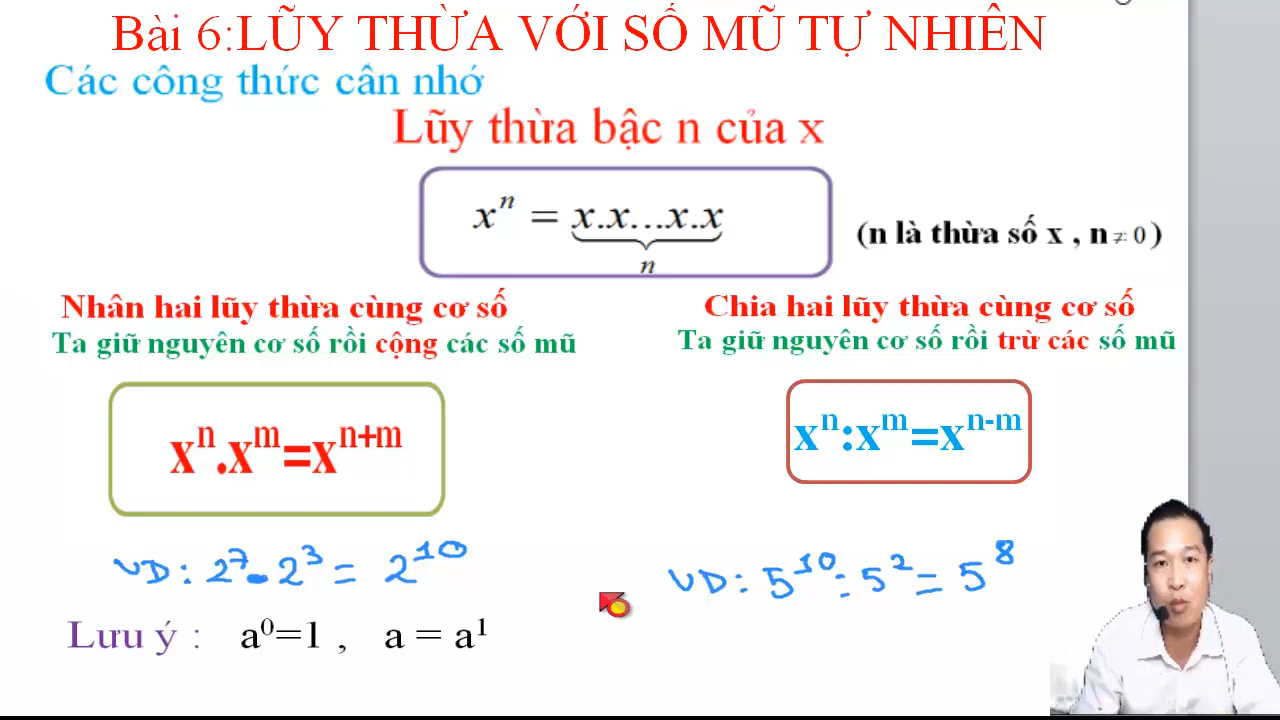 Bài 6:LŨY THỪA VỚI SỐ MŨ TỰ NHIÊN
Các công thức cân nhớ
Lũy thừa bậc n của x
xⁿ = x.x...x.x
n
(n là thừa số x , n ≠ 0 )
Nhân hai lũy thừa cùng cơ số
Ta giữ nguyên cơ số rồi cộng các số mũ
xⁿ.xᵐ=xⁿ⁺ᵐ
Chia hai lũy thừa cùng cơ số
Ta giữ nguyên cơ số rồi trừ các số mũ
xⁿ:xᵐ=xⁿ⁻ᵐ
VD: 2⁷.2³ = 2¹⁰
VD: 5¹⁰:5² = 5⁸
Lưu ý : a⁰=1 , a = a¹